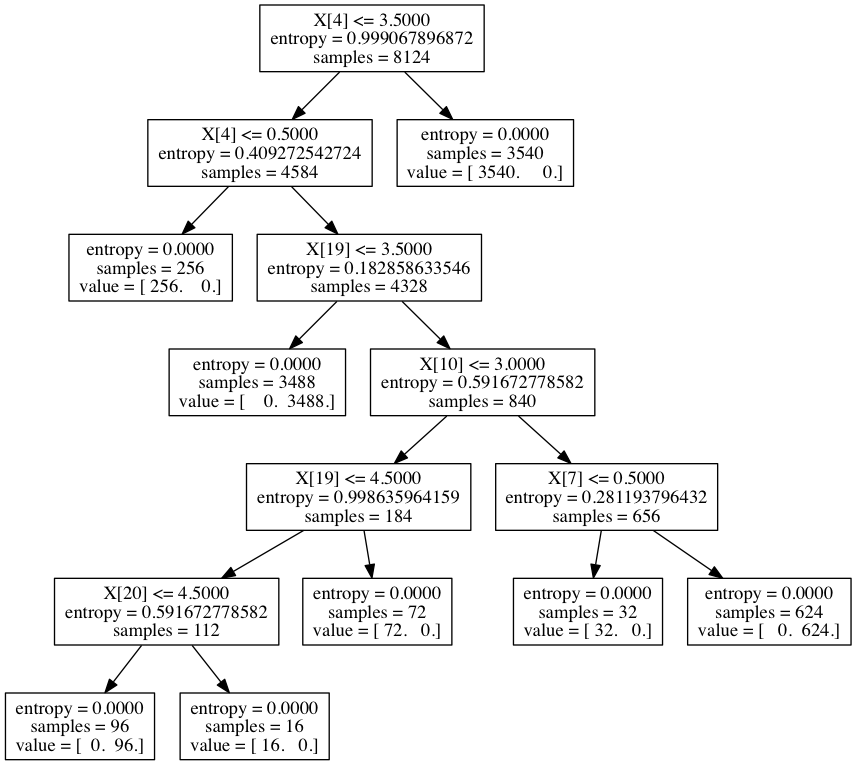 X[4] <= 3.5000
entropy = 0.999067896872
samples = 8124
X[4] <= 0.5000
entropy = 0.409272542724
samples = 4584
entropy = 0.0000
samples = 3540
value = [ 3540. 0.]
entropy = 0.0000
samples = 256
value = [ 256. 0.]
X[19] <= 3.5000
entropy = 0.182858633546
samples = 4328
entropy = 0.0000
samples = 3488
value = [ 0. 3488.]
X[10] <= 3.0000
entropy = 0.591672778582
samples = 840
X[19] <= 4.5000
entropy = 0.998635964159
samples = 184
X[7] <= 0.5000
entropy = 0.281193796432
samples = 656
X[20] <= 4.5000
entropy = 0.591672778582
samples = 112
entropy = 0.0000
samples = 72
value = [ 72. 0.]
entropy = 0.0000
samples = 32
value = [ 32. 0.]
entropy = 0.0000
samples = 624
value = [ 0. 624.]
entropy = 0.0000
samples = 96
value = [ 0. 96.]
entropy = 0.0000
samples = 16
value = [ 16. 0.]